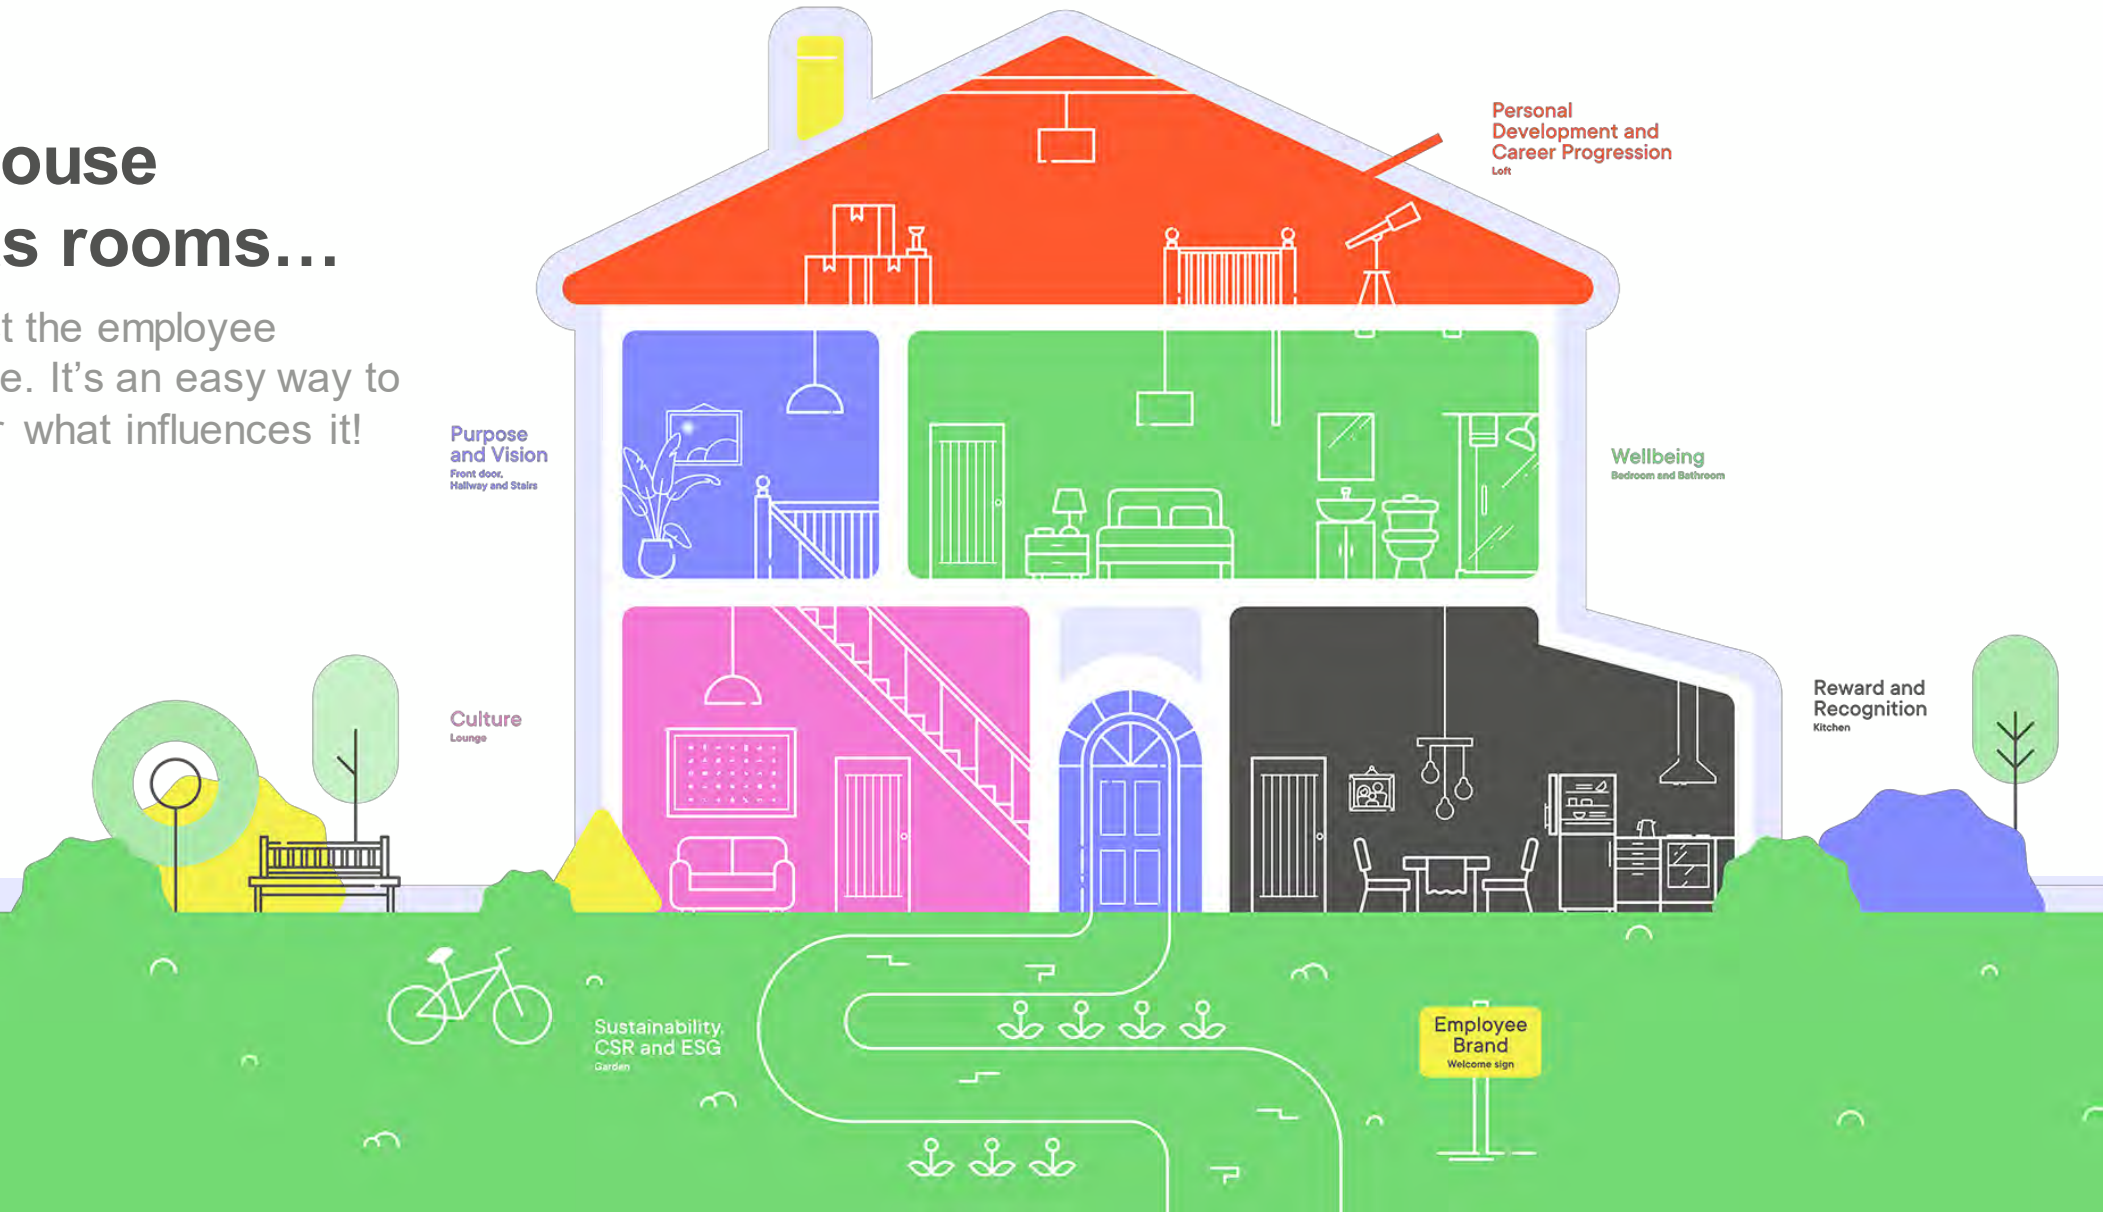 ouse
s rooms…
t the employee
e. It’s an easy way to
r what influences it!
Personal
Development and
Career Progression
Loft
Purpose
and Vision
Front door,
Hallway and Stairs
Wellbeing
Bedroom and Bathroom
Culture
Lounge
Reward and
Recognition
Kitchen
Sustainability,
CSR and ESG
Garden
Employee
Brand
Welcome sign